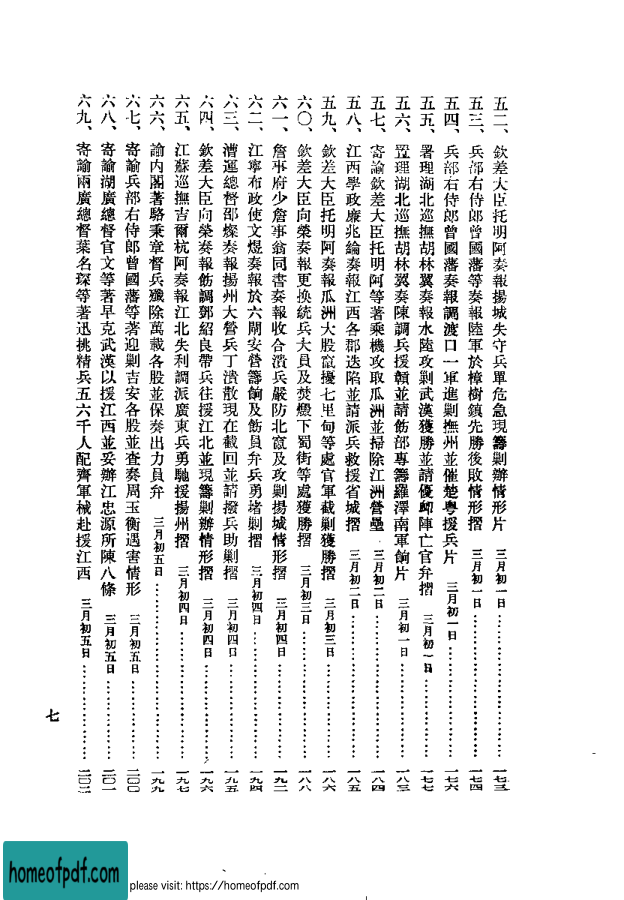 五二、欽差大臣托明阿奏報揚城失守兵單危急現籌剿辦情形片 三月初一日………………一七三
五三、兵部右侍郎曾國藩等奏報陸軍於樟樹鎮先勝後敗情形摺 三月初一日………………一七四
五四、兵部右侍郎曾國藩奏報調渡口一軍進剿撫州並催楚粵援兵片 三月初一日………………一七六
五五、署理湖北巡撫胡林翼奏報水陸攻剿武漢獲勝並請優卹陣亡官弁摺 三月初一日………………一七七
五六、署理湖北巡撫胡林翼奏陳調兵援贛並請飭部專籌羅澤南軍餉片 三月初一日………………一八三
五七、寄諭欽差大臣托明阿等著乘機攻取瓜洲並掃除江洲營壘 三月初二日………………一八四
五八、江西學政廉兆綸奏報江西各郡迭陷並請派兵救援省城摺 三月初二日………………一八五
五九、欽差大臣托明阿奏報瓜洲大股竄擾七里甸等處官軍截剿獲勝摺 三月初三日………………一八六
六〇、欽差大臣向榮奏報更換統兵大員及焚燬下蜀街等處獲勝摺 三月初三日………………一八八
六一、詹事府少詹事翁同書奏報收合潰兵嚴防北竄及攻剿揚城情形摺 三月初四日………………一九二
六二、江寧布政使文煜奏報於六閘安營籌餉及飭員弁兵勇堵剿摺 三月初四日………………一九四
六三、漕運總督邵燦奏報揚州大營兵丁潰散現在截回並請撥兵助剿摺 三月初四日………………一九五
六四、欽差大臣向榮奏報飭調鄧紹良帶兵往援江北並現籌剿辦情形摺 三月初四日………………一九六
六五、江蘇巡撫吉爾杭阿奏報江北失利調派廣東兵勇馳援揚州摺 三月初四日………………一九七
六六、諭內閣著駱秉章督兵殲除萬載各股並保奏出力員弁 三月初五日………………一九九
六七、寄諭兵部右侍郎曾國藩等著迎剿吉安各股並查奏周玉衡遇害情形 三月初五日………………二〇〇
六八、寄諭湖廣總督官文等著早克武漢以援江西並妥辦江忠源所陳八條 三月初五日………………二〇一
六九、寄諭兩廣總督葉名琛等著迅挑精兵五六千人配齊軍械赴援江西 三月初五日………………二〇二
七
homeofpdf.com
please visit: https://homeofpdf.com